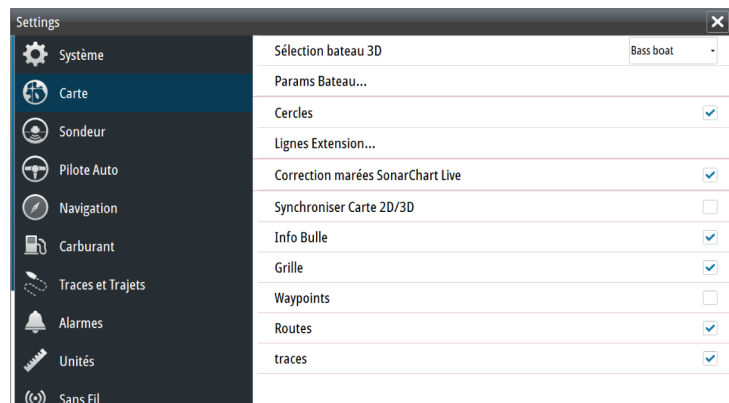 Settings
Système
Carte
Sondeur
Pilote Auto
Navigation
Carburant
Traces et Trajets
Alarmes
Unités
Sans Fil
Sélection bateau 3D Bass boat
Params Bateau...
Cercles
Lignes Extension...
Correction marées SonarChart Live
Synchroniser Carte 2D/3D
Info Bulle
Grille
Waypoints
Routes
traces